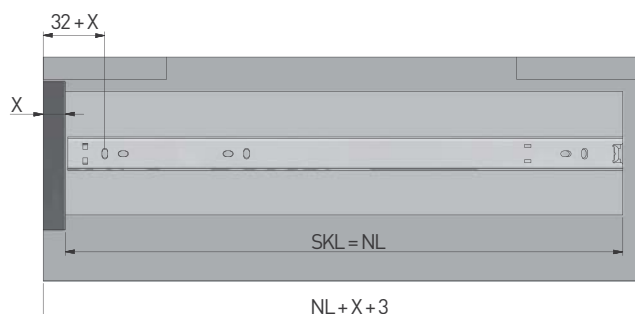 32 + X
X
SKL = NL
NL + X + 3